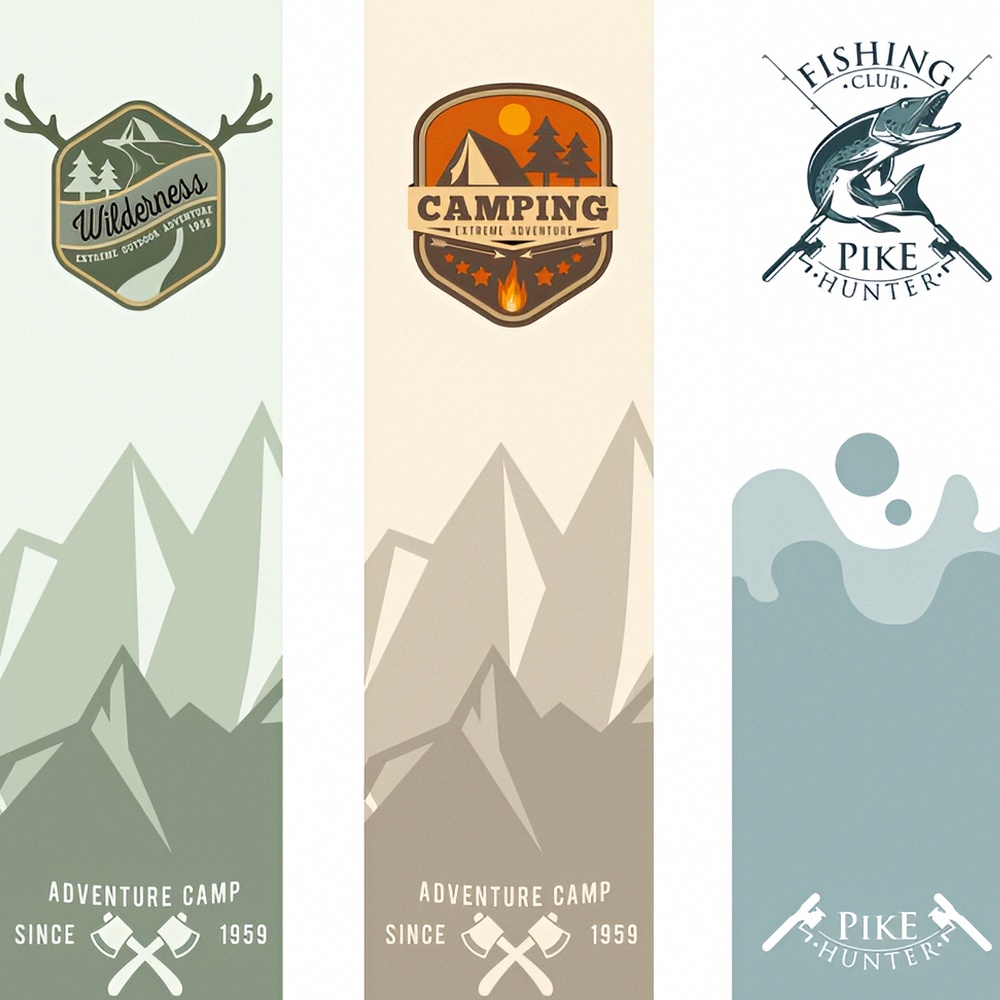 Wilderness
EXTREME OUTDOOR ADVENTURE
1955
ADVENTURE CAMP
SINCE 1959
CAMPING
EXTREME ADVENTURE
ADVENTURE CAMP
SINCE 1959
FISHING
·CLUB·
PIKE
·HUNTER·
PIKE
·HUNTER·